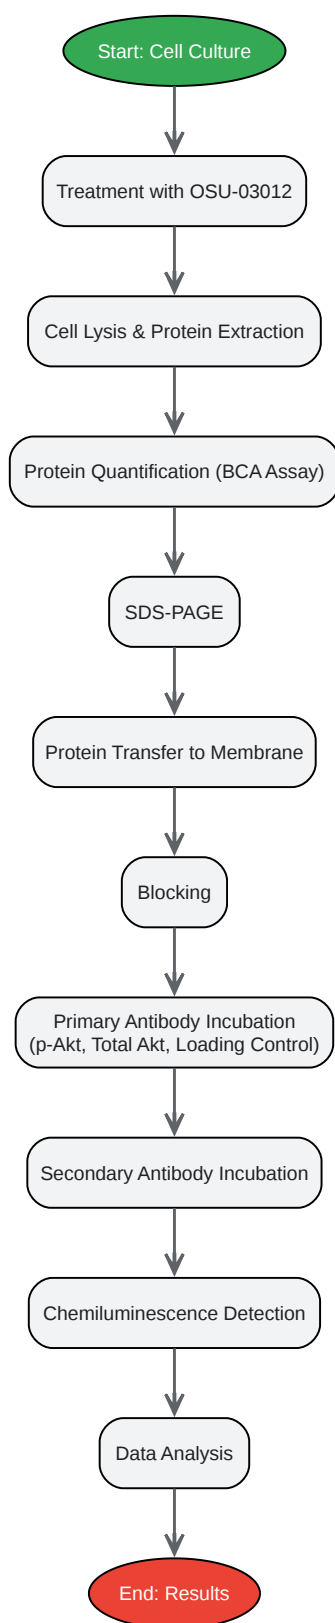 Start: Cell Culture
Treatment with OSU-03012
Cell Lysis & Protein Extraction
Protein Quantification (BCA Assay)
SDS-PAGE
Protein Transfer to Membrane
Blocking
Primary Antibody Incubation
(p-Akt, Total Akt, Loading Control)
Secondary Antibody Incubation
Chemiluminescence Detection
Data Analysis
End: Results